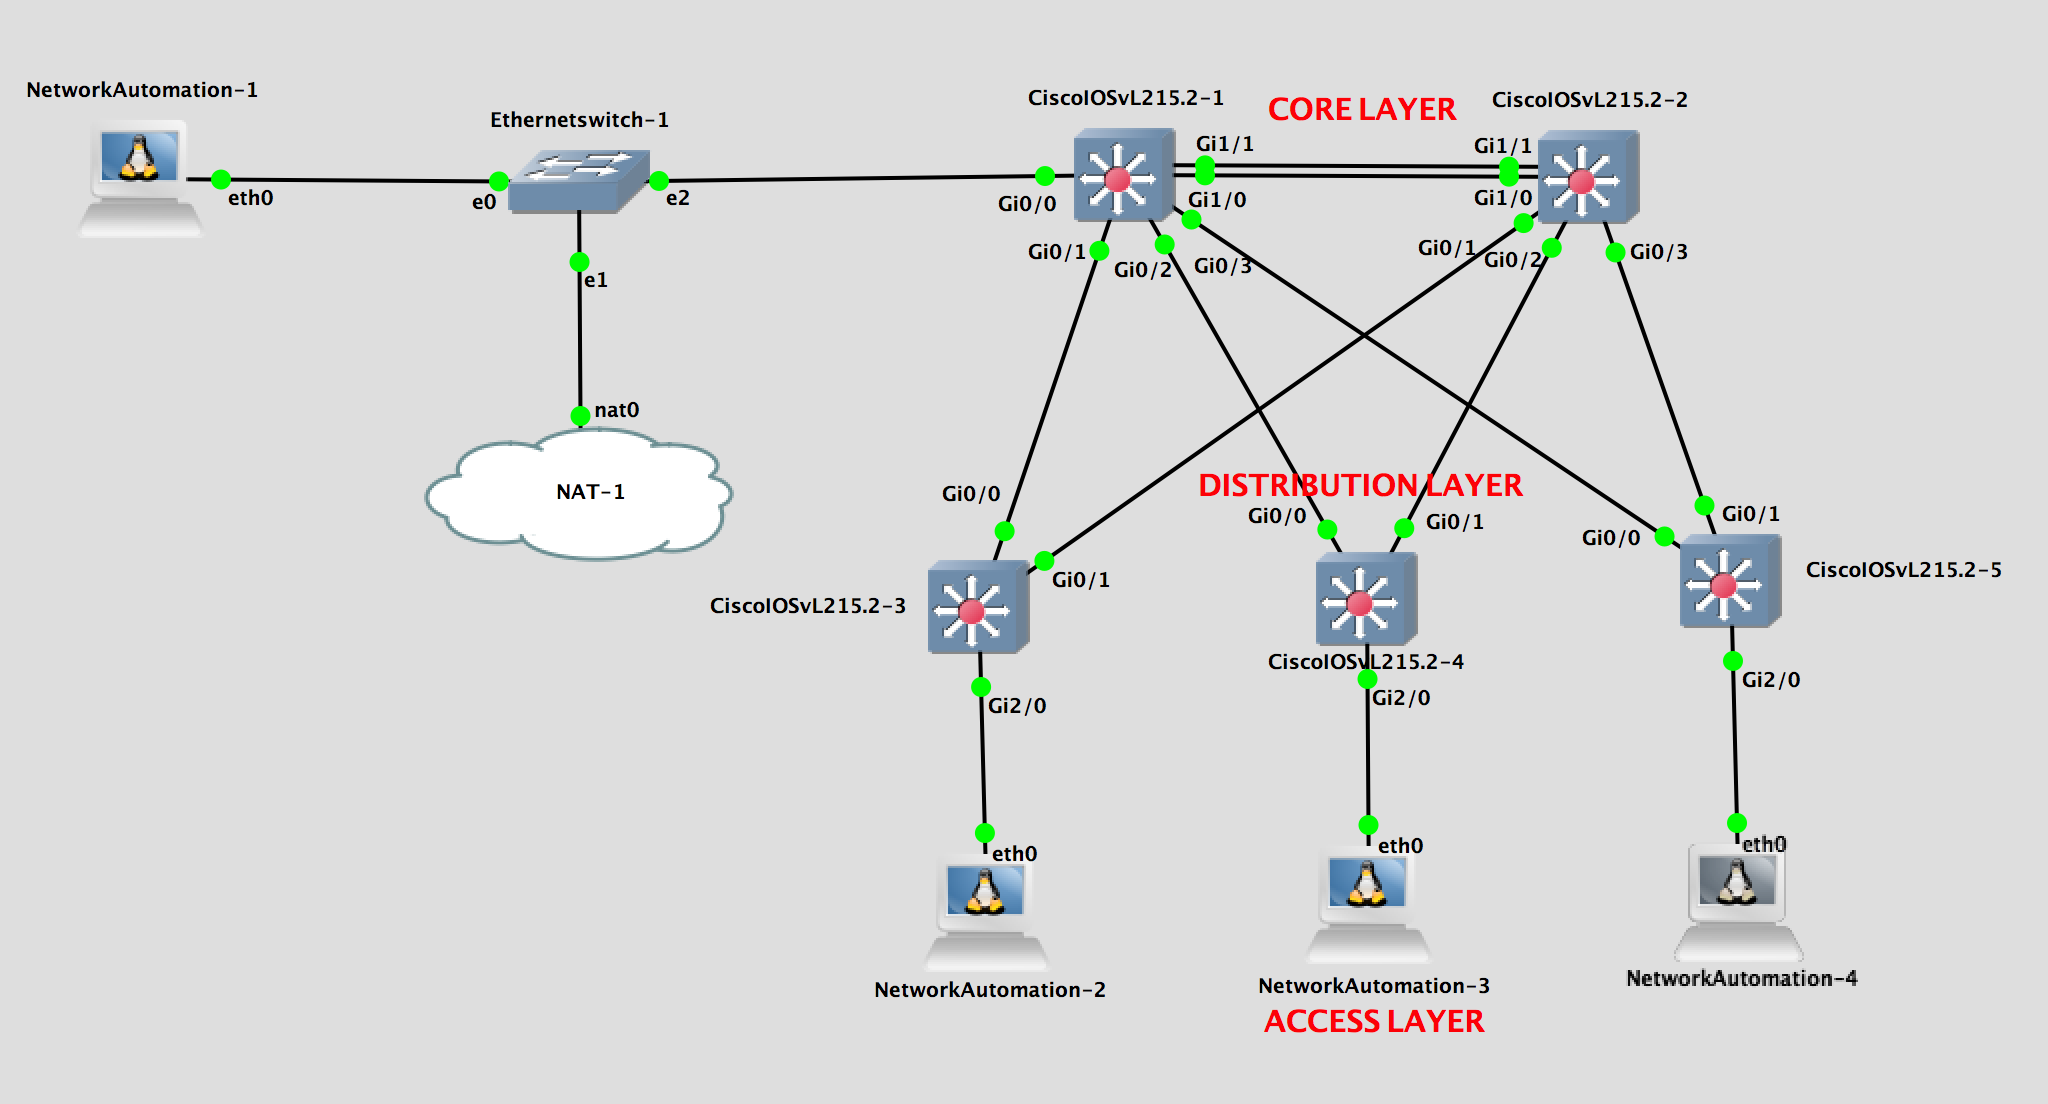 NetworkAutomation-1
eth0
Ethernetswitch-1
e0
e2
e1
nat0
NAT-1
CiscoIOSvL215.2-1
CORE LAYER
CiscoIOSvL215.2-2
Gi1/1
Gi1/1
Gi0/0
Gi1/0
Gi1/0
Gi0/1
Gi0/2
Gi0/3
Gi0/1
Gi0/2
Gi0/3
DISTRIBUTION LAYER
Gi0/0
Gi0/1
CiscoIOSvL215.2-3
Gi2/0
Gi0/0
Gi0/1
CiscoIOSvL215.2-4
Gi2/0
Gi0/0
Gi0/1
CiscoIOSvL215.2-5
Gi2/0
eth0
NetworkAutomation-2
eth0
NetworkAutomation-3
eth0
NetworkAutomation-4
ACCESS LAYER